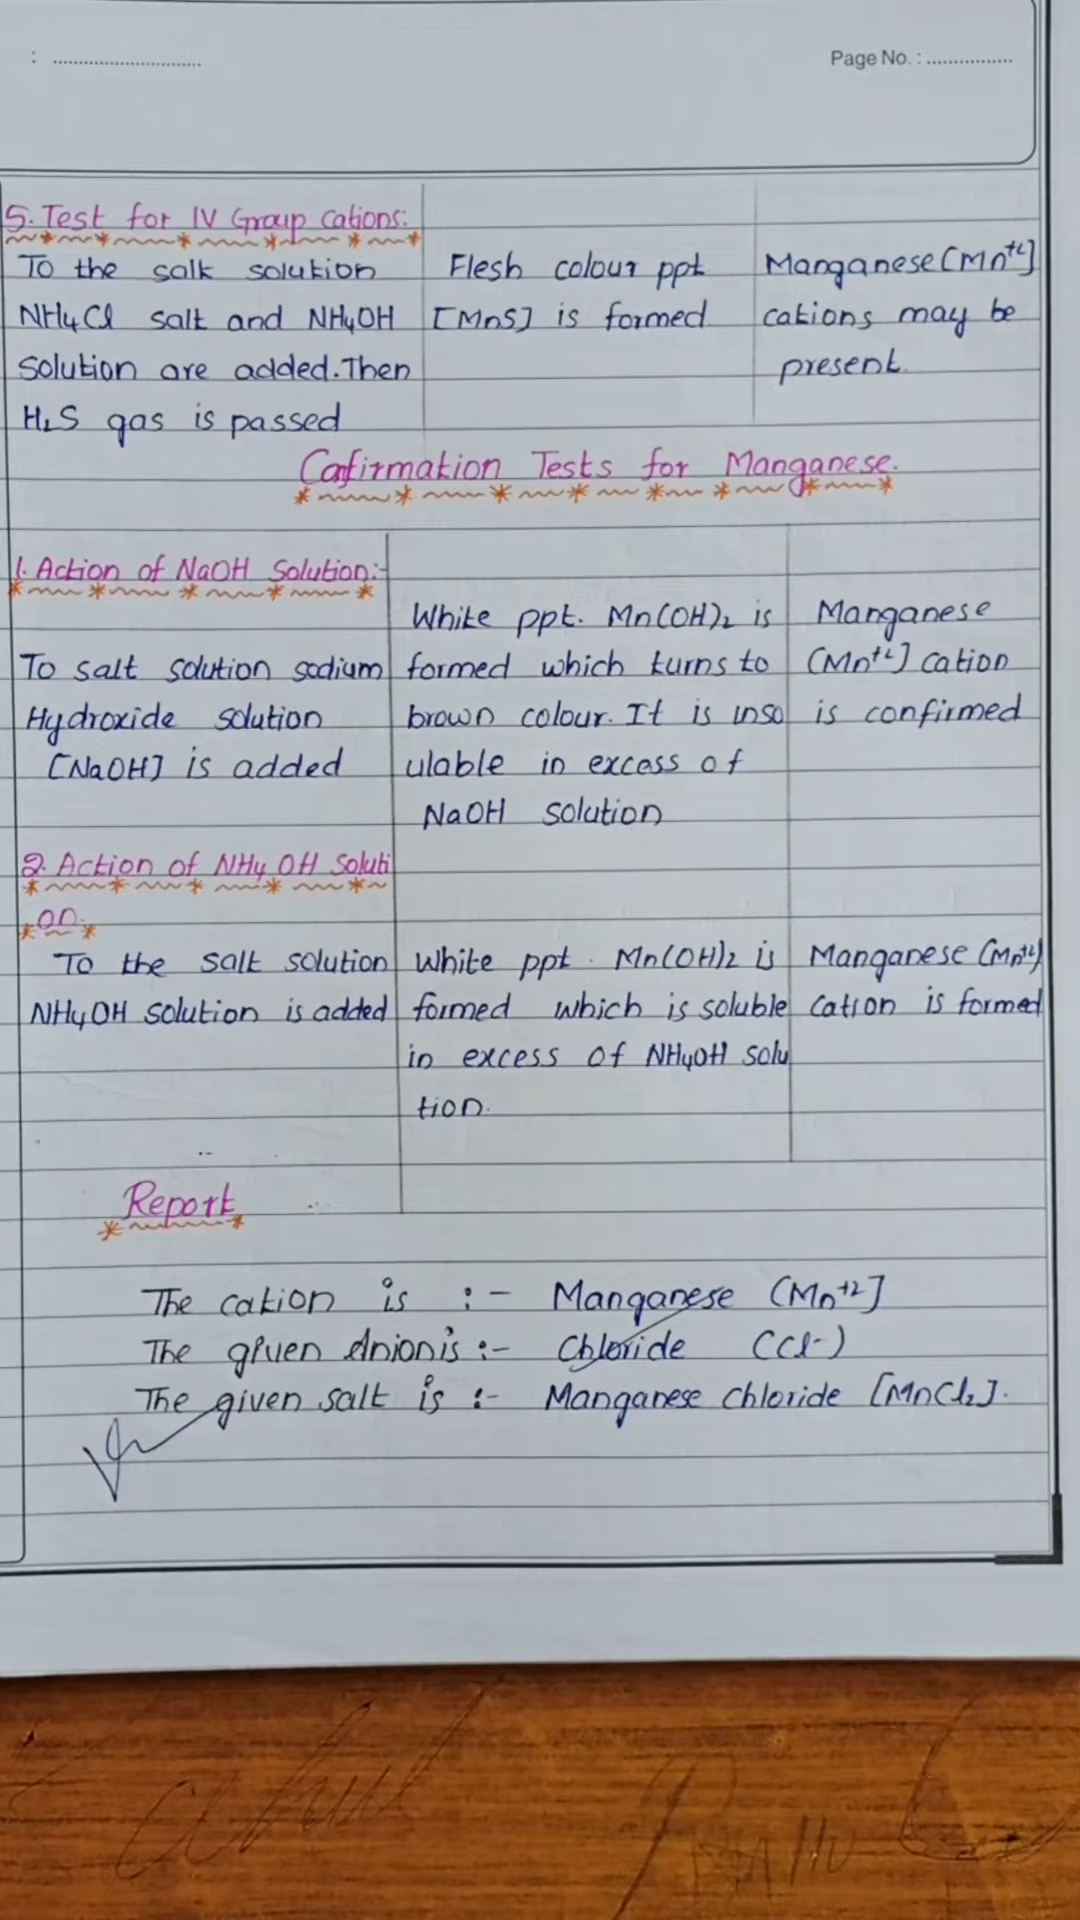 : ............................
Page No. : ................
5. Test for IV Group Cations:
To the salk solution
NH4Cl salt and NH4OH
Solution are added. Then
H2S gas is passed
Flesh colour ppt
[MnS] is formed
Manganese (Mn+2]
cations may be
present.
Confirmation Tests for Manganese.
1. Action of NaOH Solution:-
To salt solution sodium
Hydroxide solution
[NaOH] is added
White ppt. Mn(OH)2 is
formed which turns to
brown colour. It is inso
ulable in excess of
NaOH solution
Manganese
(Mn+2] cation
is confirmed
2. Action of NH4 OH Soluti
on.
To the salt solution
NH4OH solution is added
White ppt. Mn(OH)2 is
formed which is soluble
in excess of NH4OH solu
tion.
Manganese (Mn+2)
Cation is formed
Report
The cation is :- Manganese (Mn+2]
The given Anion is :- Chloride (Cl-)
The given salt is :- Manganese chloride [MnCl2].